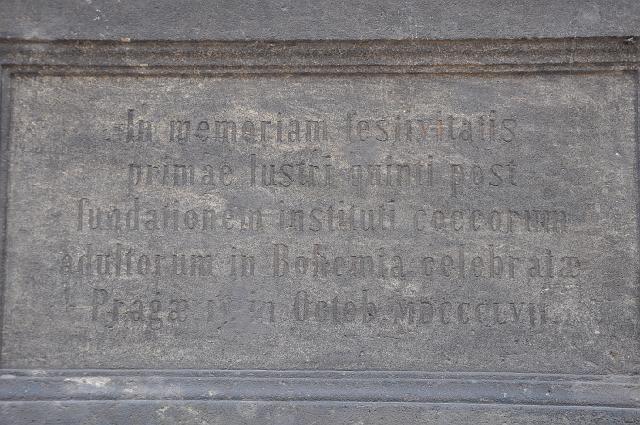 In memoriam festivitatis
primae lustri quinti post
fundationem instituti coecorum
adultorum in Bohemia celebratæ
Pragæ in Octob. MDCCCLVII.